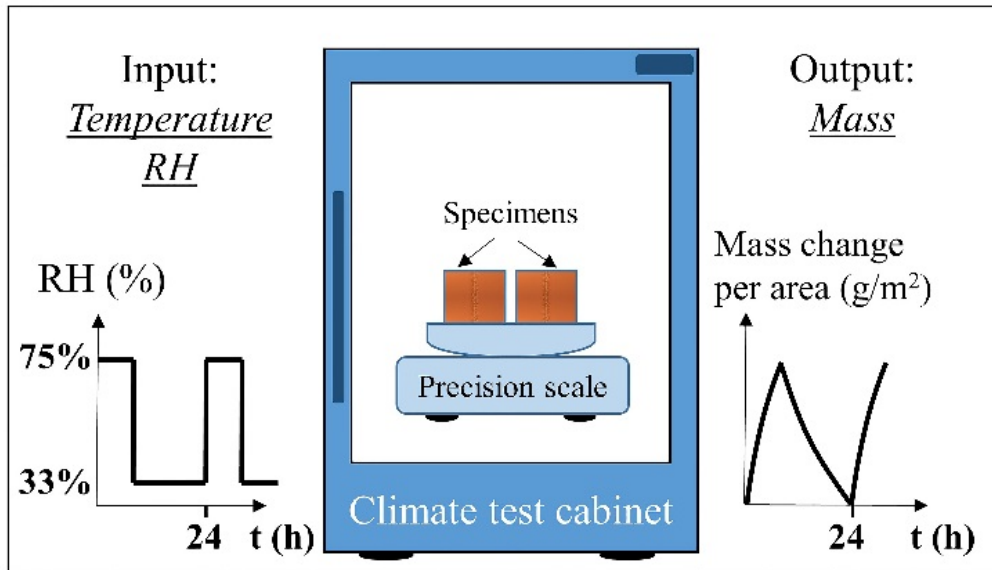 Input:
Temperature
RH
RH (%)
75%
33%
24 t (h)
Specimens
Precision scale
Climate test cabinet
Output:
Mass
Mass change
per area (g/m²)
24 t (h)